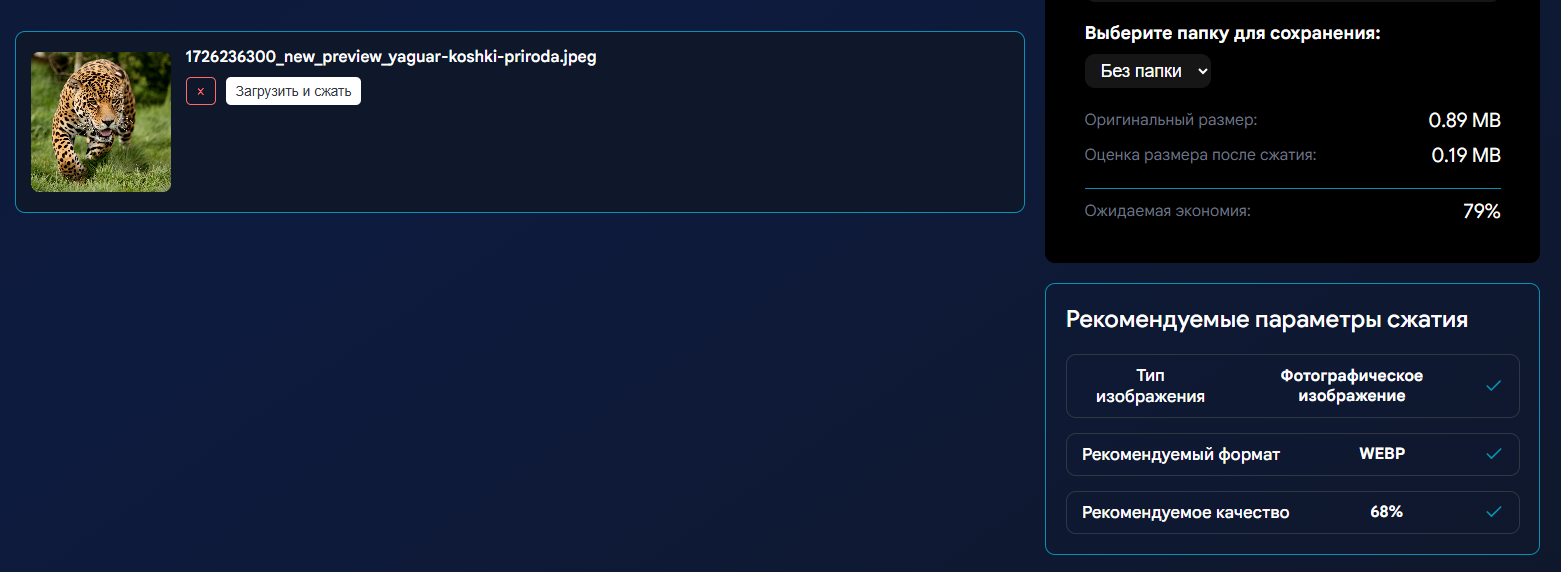 1726236300_new_preview_yaguar-koshki-priroda.jpeg
x
Загрузить и сжать
Выберите папку для сохранения:
Без папки
Оригинальный размер:
0.89 MB
Оценка размера после сжатия:
0.19 MB
Ожидаемая экономия:
79%
Рекомендуемые параметры сжатия
Тип
изображения
Фотографическое
изображение
Рекомендуемый формат
WEBP
Рекомендуемое качество
68%